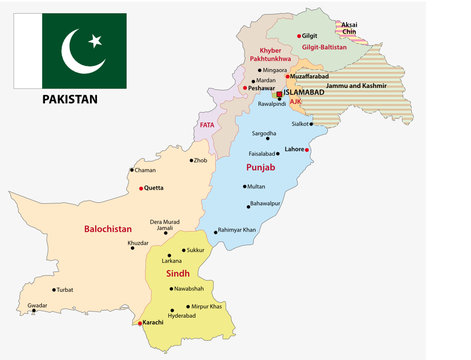 PAKISTAN
Aksai
Chin
Gilgit
Gilgit-Baltistan
Khyber
Pakhtunkhwa
Mingaora
Mardan
Muzaffarabad
Peshawar
Jammu and Kashmir
ISLAMABAD
Rawalpindi
AJK
FATA
Sialkot
Sargodha
Lahore
Faisalabad
Zhob
Punjab
Chaman
Quetta
Multan
Bahawalpur
Dera Murad
Jamali
Rahimyar Khan
Balochistan
Khuzdar
Sukkur
Larkana
Sindh
Turbat
Nawabshah
Gwadar
Mirpur Khas
Hyderabad
Karachi